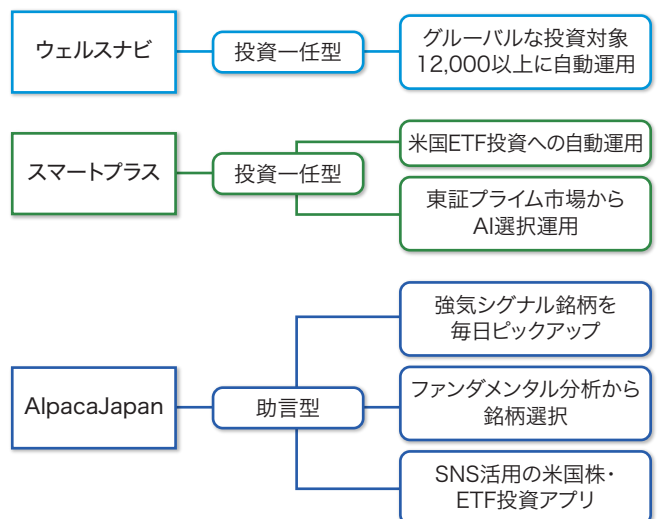 ウェルスナビ
投資一任型
グルーバルな投資対象
12,000以上に自動運用
スマートプラス
投資一任型
米国ETF投資への自動運用
東証プライム市場から
AI選択運用
AlpacaJapan
助言型
強気シグナル銘柄を
毎日ピックアップ
ファンダメンタル分析から
銘柄選択
SNS活用の米国株・
ETF投資アプリ